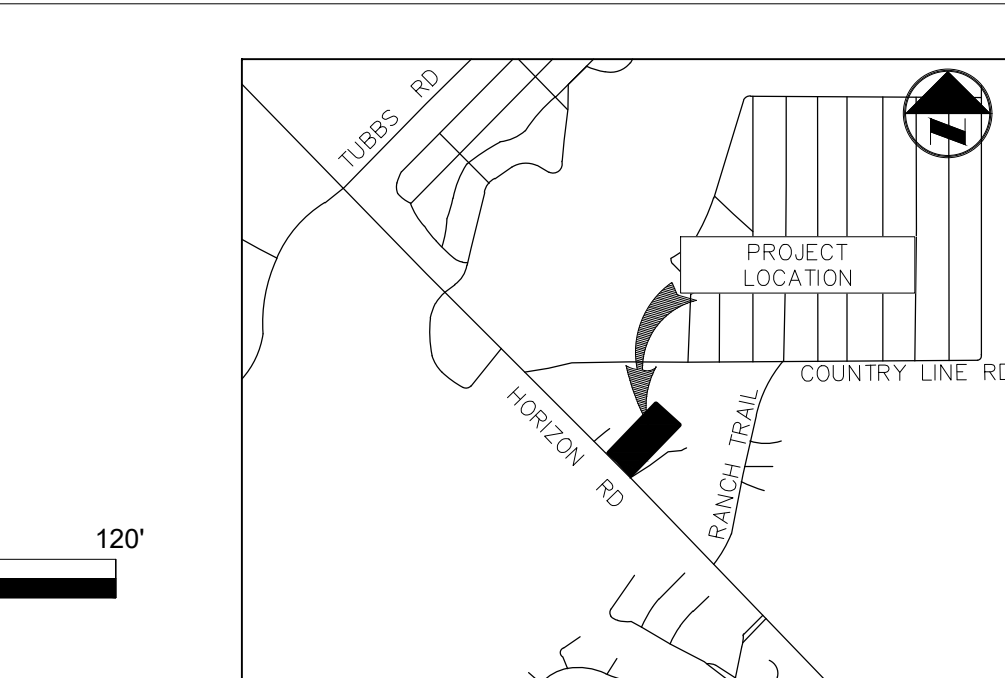 TUBBS RD
N
PROJECT
LOCATION
COUNTRY LINE RD
HORIZON RD
RANCH TRAIL
120'